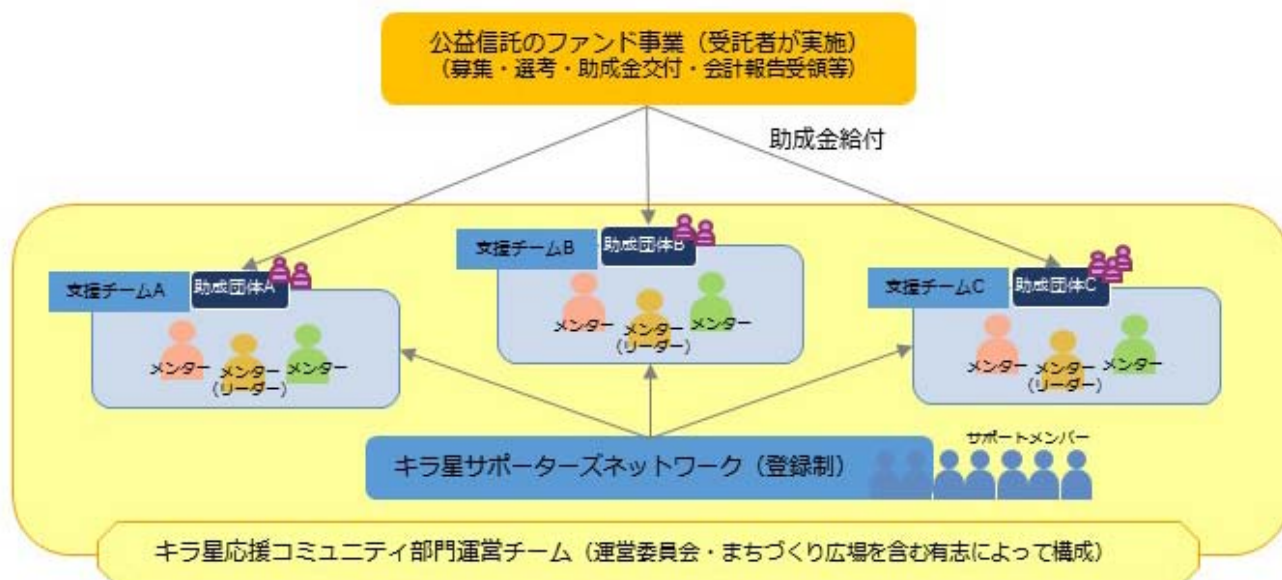 公益信託のファンド事業（受託者が実施）
（募集・選考・助成金交付・会計報告受領等）
助成金給付
支援チームA
助成団体A
メンター
メンター
（リーダー）
メンター
支援チームB
助成団体B
メンター
メンター
（リーダー）
メンター
支援チームC
助成団体C
メンター
メンター
（リーダー）
メンター
サポートメンバー
キラ星サポーターズネットワーク（登録制）
キラ星応援コミュニティ部門運営チーム（運営委員会・まちづくり広場を含む有志によって構成）